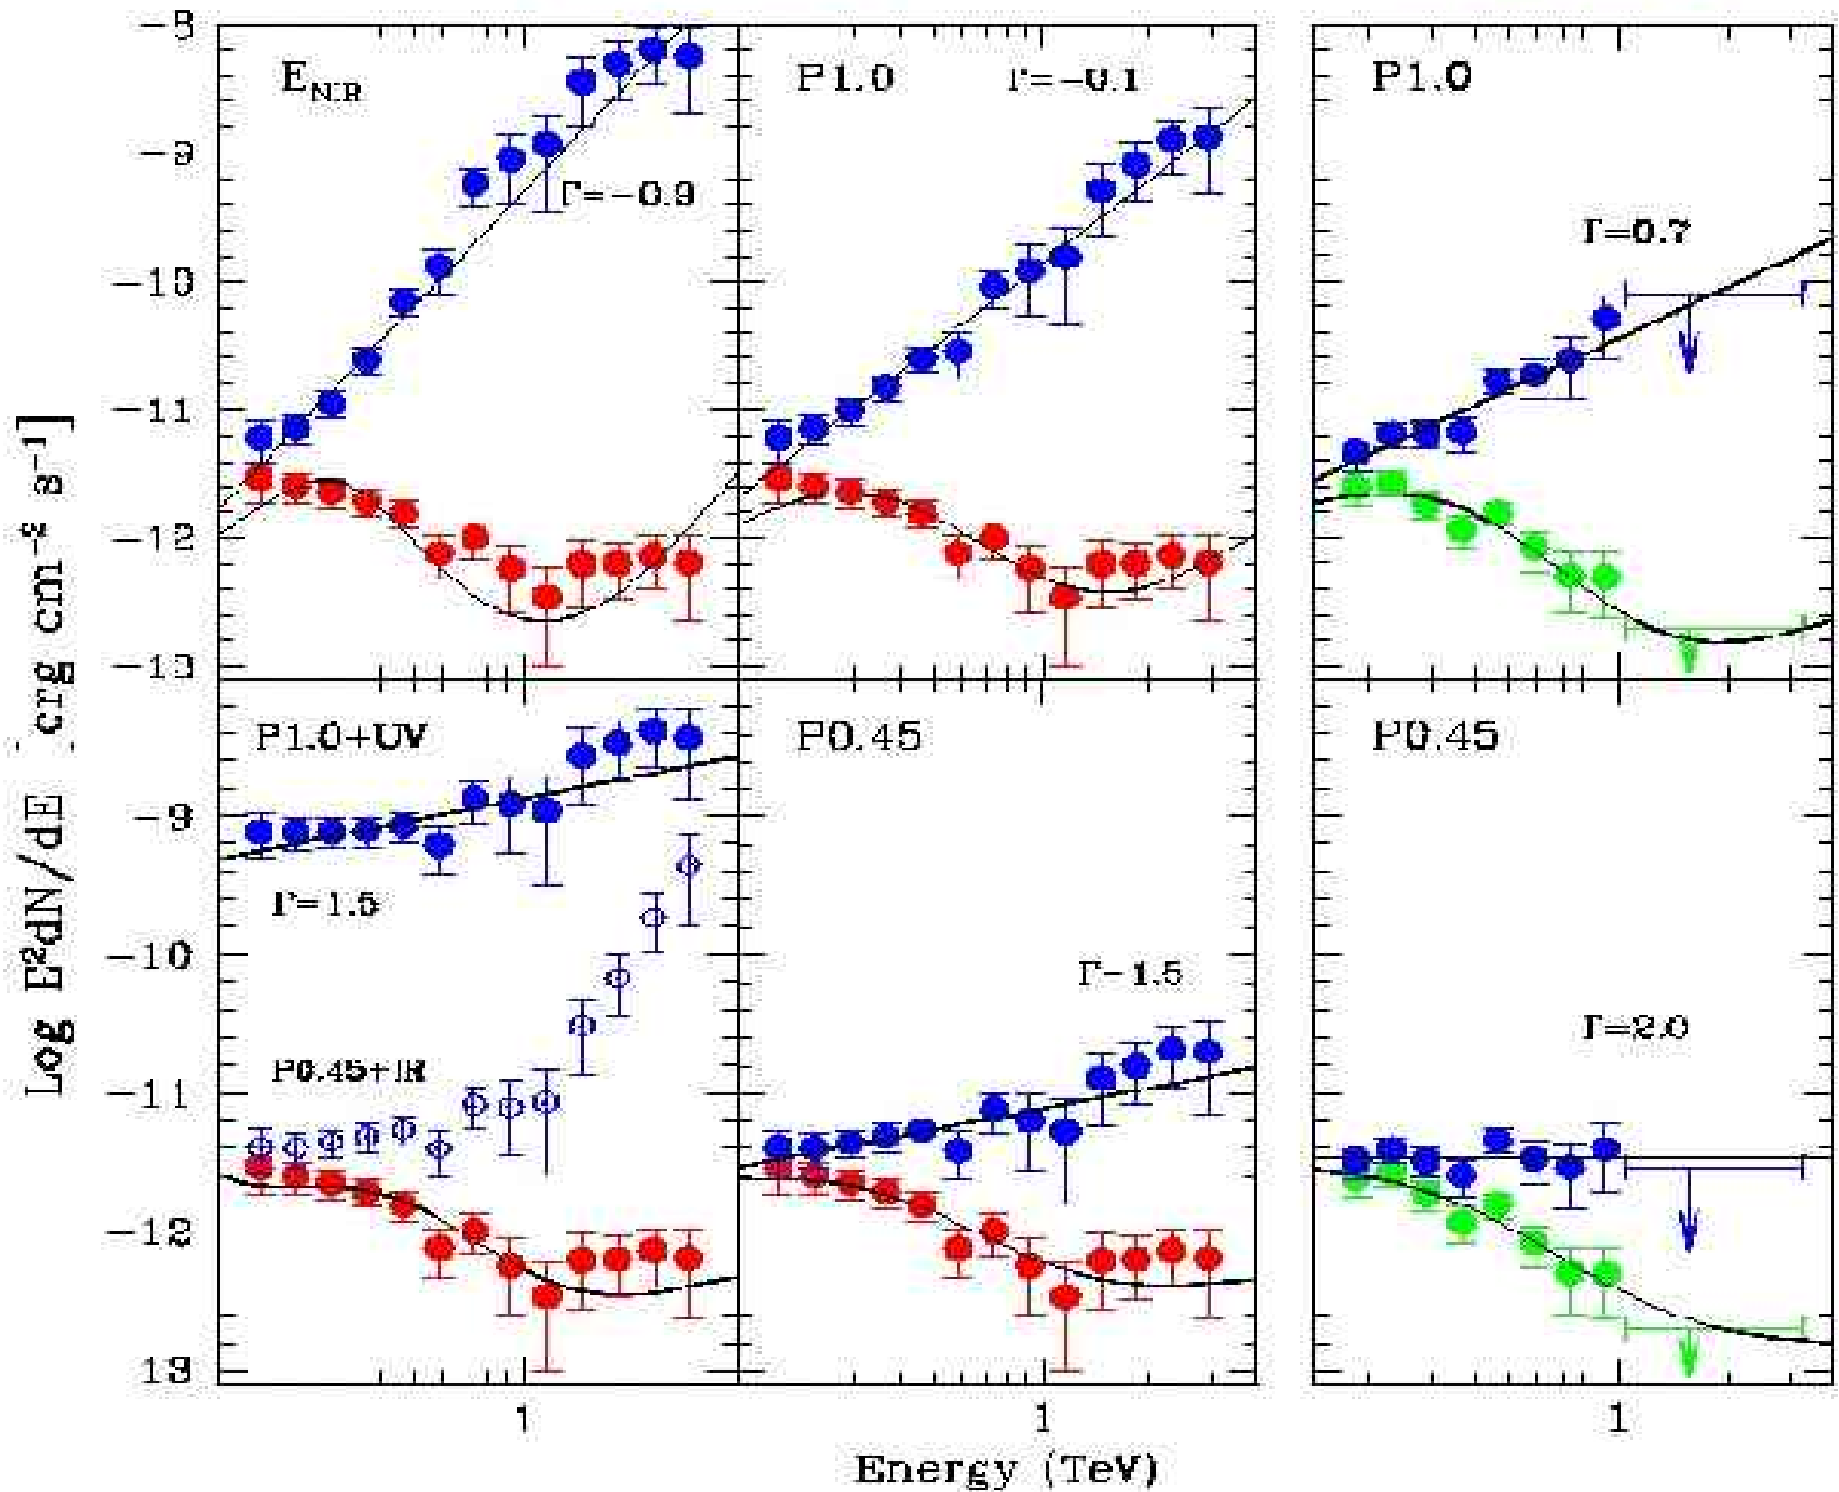 Log E²dN/dE [erg cm⁻² s⁻¹]
-8
-9
-10
-11
-12
-13
E_NIR
Γ=-0.9
P1.0
Γ=-0.1
P1.0
Γ=0.7
-9
-10
-11
-12
-13
P1.0+UV
Γ=1.5
P0.45+IR
P0.45
Γ=1.5
P0.45
Γ=2.0
1
1
1
Energy (TeV)